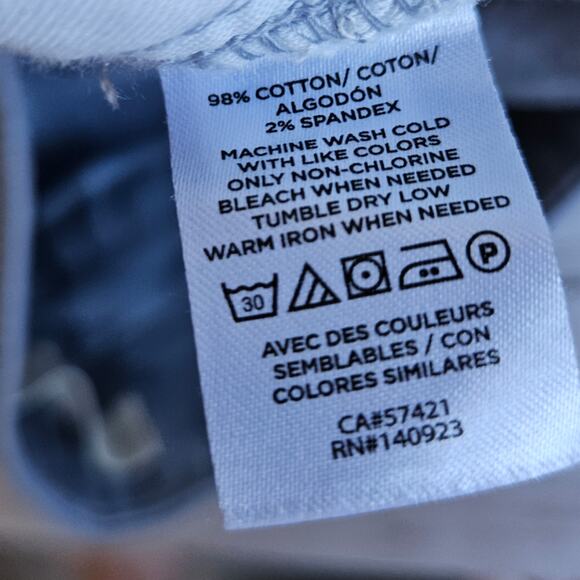 98% COTTON/ COTON/
ALGODÓN
2% SPANDEX
MACHINE WASH COLD
WITH LIKE COLORS
ONLY NON-CHLORINE
BLEACH WHEN NEEDED
TUMBLE DRY LOW
WARM IRON WHEN NEEDED
30 P
AVEC DES COULEURS
SEMBLABLES / CON
COLORES SIMILARES
CA#57421
RN#140923